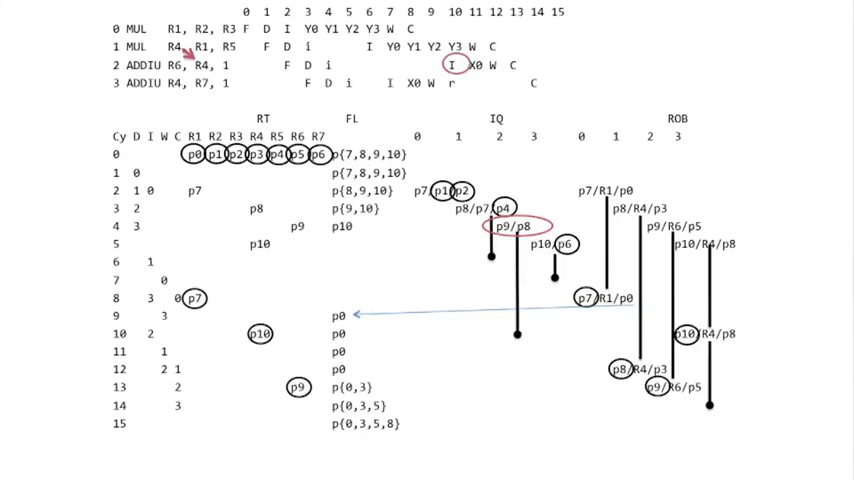 0 1 2 3 4 5 6 7 8 9 10 11 12 13 14 15
0 MUL R1, R2, R3 F D I Y0 Y1 Y2 Y3 W C
1 MUL R4, R1, R5 F D i I Y0 Y1 Y2 Y3 W C
2 ADDIU R6, R4, 1 F D i I X0 W C
3 ADDIU R4, R7, 1 F D i I X0 W r C
RT FL IQ ROB
Cy D I W C R1 R2 R3 R4 R5 R6 R7 0 1 2 3 0 1 2 3
0 p0 p1 p2 p3 p4 p5 p6 p{7,8,9,10}
1 0 p{7,8,9,10}
2 1 0 p7 p{8,9,10} p7/p1/p2 p7/R1/p0
3 2 p8 p{9,10} p8/p7/p4 p8/R4/p3
4 3 p9 p10 p9/p8 p9/R6/p5
5 p10 p10/p6 p10/R4/p8
6 1
7 0
8 3 0 p7 p7/R1/p0
9 3 p0
10 2 p10 p0 p10/R4/p8
11 1 p0
12 2 1 p0 p8/R4/p3
13 2 p9 p{0,3} p9/R6/p5
14 3 p{0,3,5}
15 p{0,3,5,8}